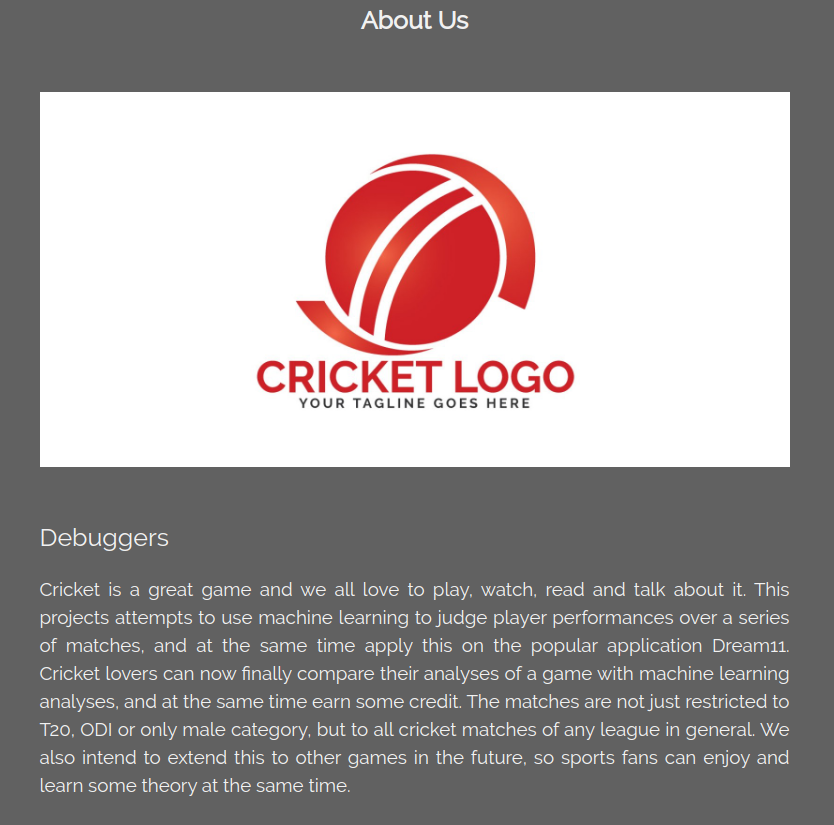 About Us
CRICKET LOGO
YOUR TAGLINE GOES HERE
Debuggers
Cricket is a great game and we all love to play, watch, read and talk about it. This
projects attempts to use machine learning to judge player performances over a series
of matches, and at the same time apply this on the popular application Dream11.
Cricket lovers can now finally compare their analyses of a game with machine learning
analyses, and at the same time earn some credit. The matches are not just restricted to
T20, ODI or only male category, but to all cricket matches of any league in general. We
also intend to extend this to other games in the future, so sports fans can enjoy and
learn some theory at the same time.